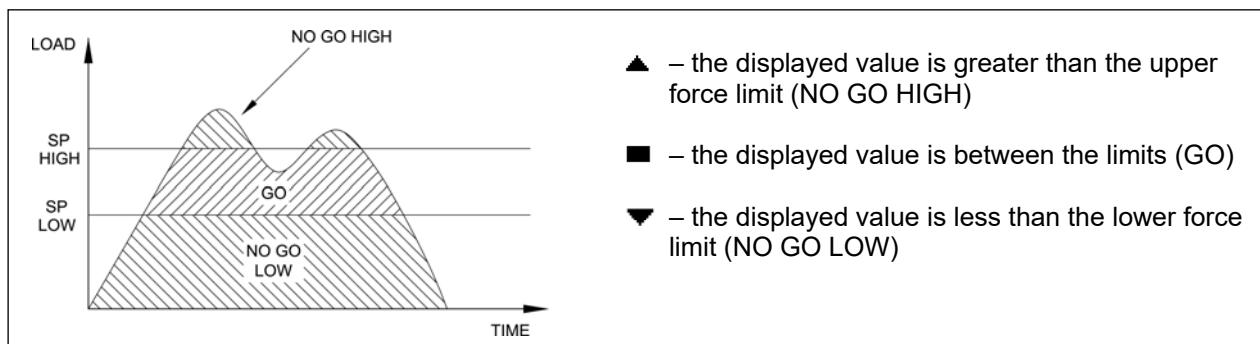 LOAD
NO GO HIGH
SP
HIGH
GO
SP
LOW
NO GO
LOW
TIME
▲ – the displayed value is greater than the upper
force limit (NO GO HIGH)
■ – the displayed value is between the limits (GO)
▼ – the displayed value is less than the lower force
limit (NO GO LOW)